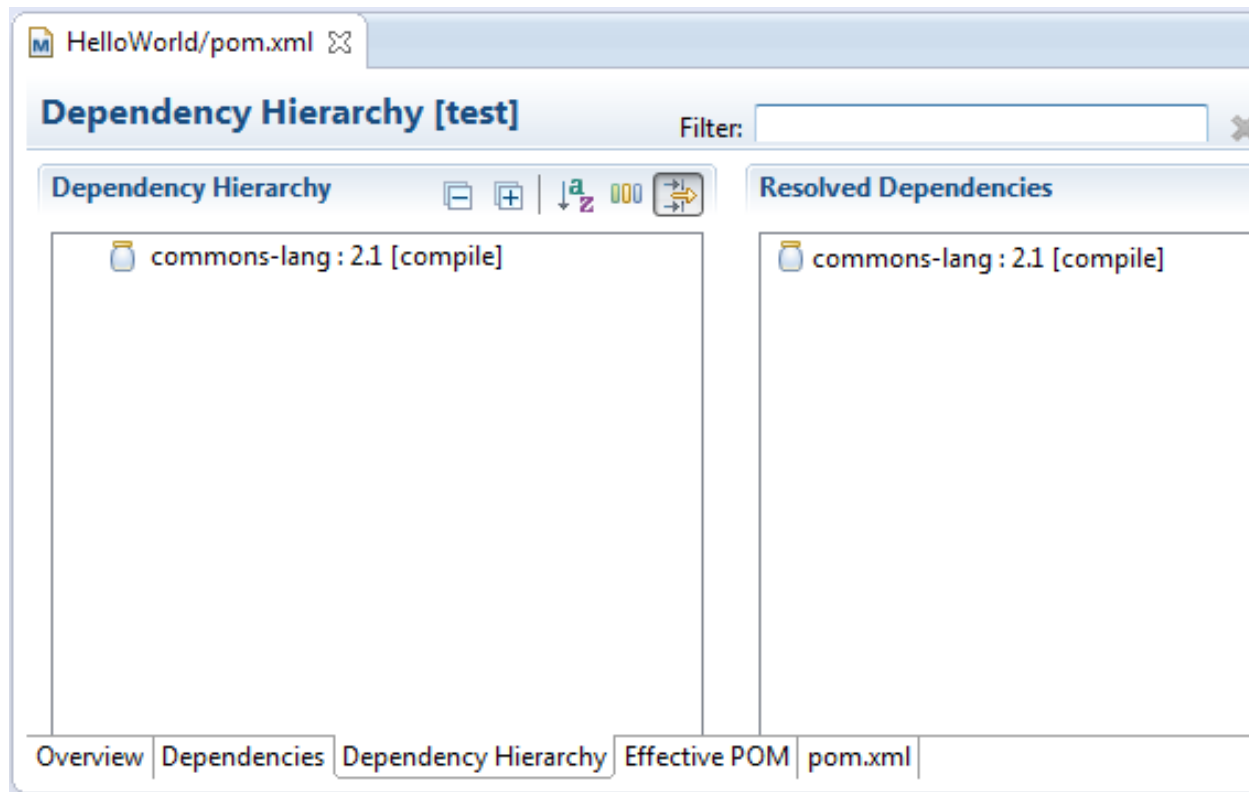 HelloWorld/pom.xml
Dependency Hierarchy [test]
Filter:
Dependency Hierarchy
Resolved Dependencies
commons-lang : 2.1 [compile]
commons-lang : 2.1 [compile]
Overview Dependencies Dependency Hierarchy Effective POM pom.xml